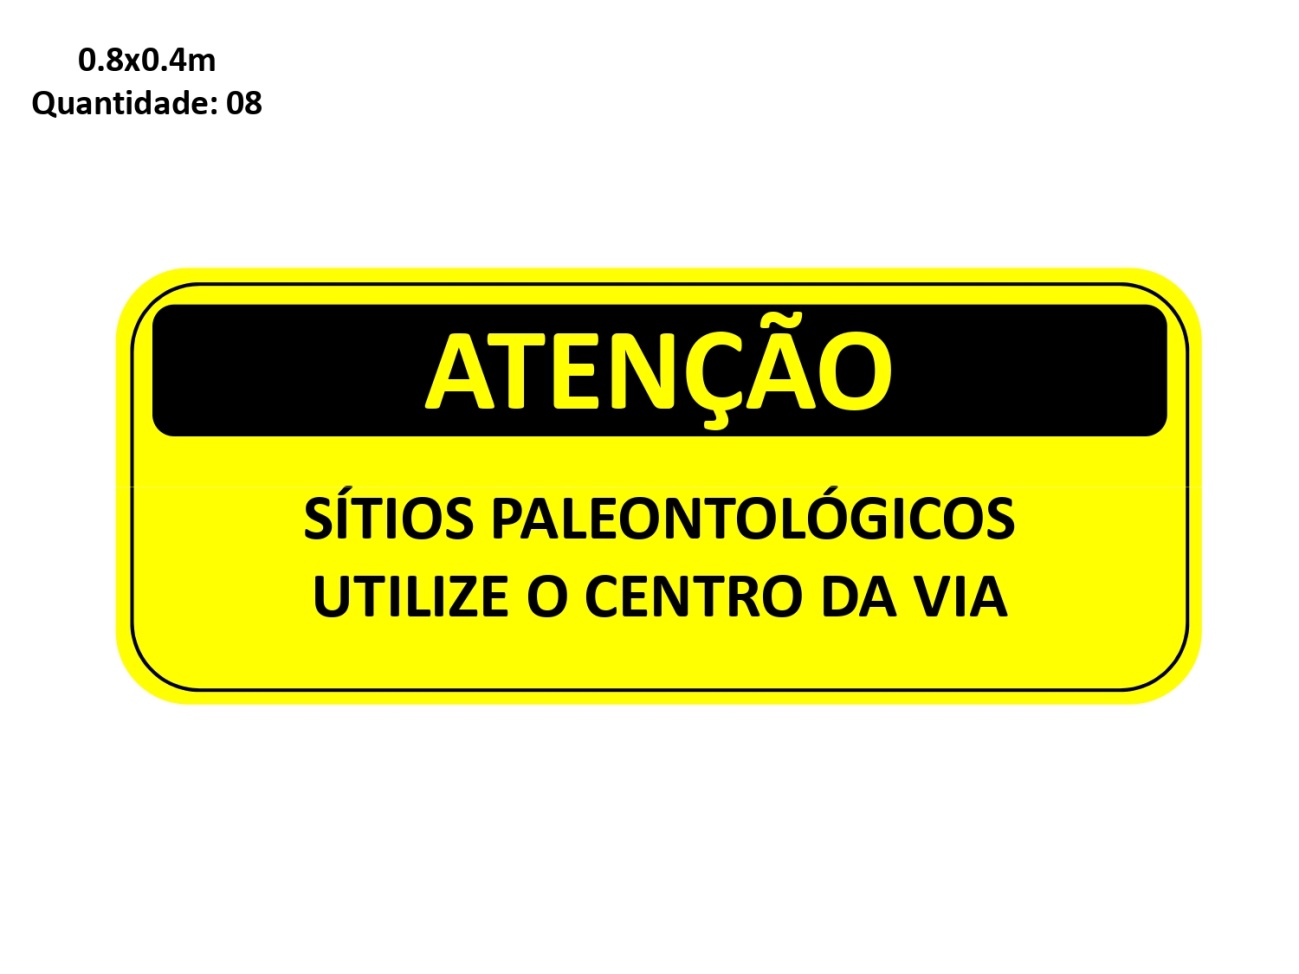 0.8x0.4m
Quantidade: 08
ATENÇÃO
SÍTIOS PALEONTOLÓGICOS
UTILIZE O CENTRO DA VIA